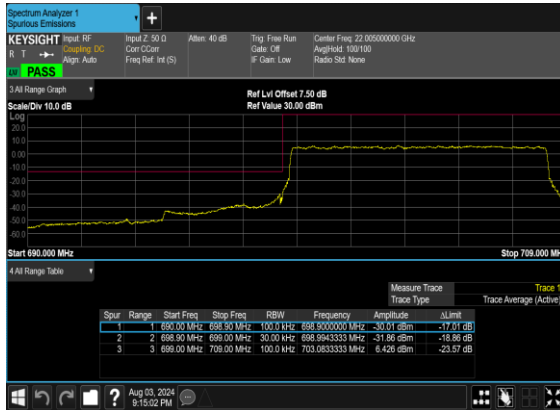 Spectrum Analyzer 1
Spurious Emissions
+
KEYSIGHT Input: RF Input Z: 50 Ω Atten: 40 dB Trig: Free Run Center Freq: 22.005000000 GHz
R T Coupling: DC Corr CCorr Gate: Off Avg|Hold: 100/100
Align: Auto Freq Ref: Int (S) IF Gain: Low Radio Std: None
LVI PASS
3 All Range Graph
Ref Lvl Offset 7.50 dB
Scale/Div 10.0 dB Ref Value 30.00 dBm
Log
20.0
10.0
0.00
-10.0
-20.0
-30.0
-40.0
-50.0
-60.0
Start 690.000 MHz Stop 709.000 MH
4 All Range Table
Measure Trace Trace 1
Trace Type Trace Average (Active)
Spur Range Start Freq Stop Freq RBW Frequency Amplitude ΔLimit
1 1 690.00 MHz 698.90 MHz 100.0 kHz 698.9000000 MHz -30.01 dBm -17.01 dB
2 2 698.90 MHz 699.00 MHz 30.00 kHz 698.9943333 MHz -31.86 dBm -18.86 dB
3 3 699.00 MHz 709.00 MHz 100.0 kHz 703.0833333 MHz 6.426 dBm -23.57 dB
? Aug 03, 2024
9:15:02 PM